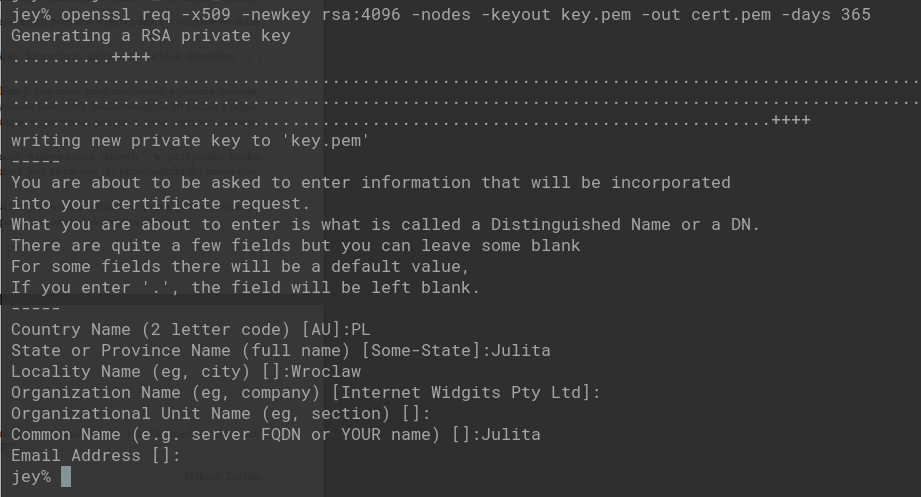 jey% openssl req -x509 -newkey rsa:4096 -nodes -keyout key.pem -out cert.pem -days 365
Generating a RSA private key
..........++++
...........................................................................................
...........................................................................................
............................................................................++++
writing new private key to 'key.pem'
-----
You are about to be asked to enter information that will be incorporated
into your certificate request.
What you are about to enter is what is called a Distinguished Name or a DN.
There are quite a few fields but you can leave some blank
For some fields there will be a default value,
If you enter '.', the field will be left blank.
-----
Country Name (2 letter code) [AU]:PL
State or Province Name (full name) [Some-State]:Julita
Locality Name (eg, city) []:Wroclaw
Organization Name (eg, company) [Internet Widgits Pty Ltd]:
Organizational Unit Name (eg, section) []:
Common Name (e.g. server FQDN or YOUR name) []:Julita
Email Address []:
jey%